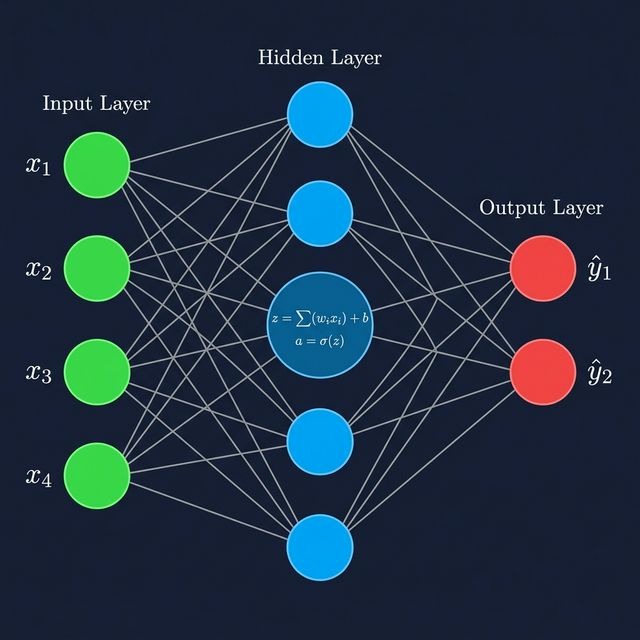 Hidden Layer
Input Layer
x₁
x₂
x₃
x₄
z = ∑(wᵢxᵢ) + b
a = σ(z)
Output Layer
ŷ₁
ŷ₂